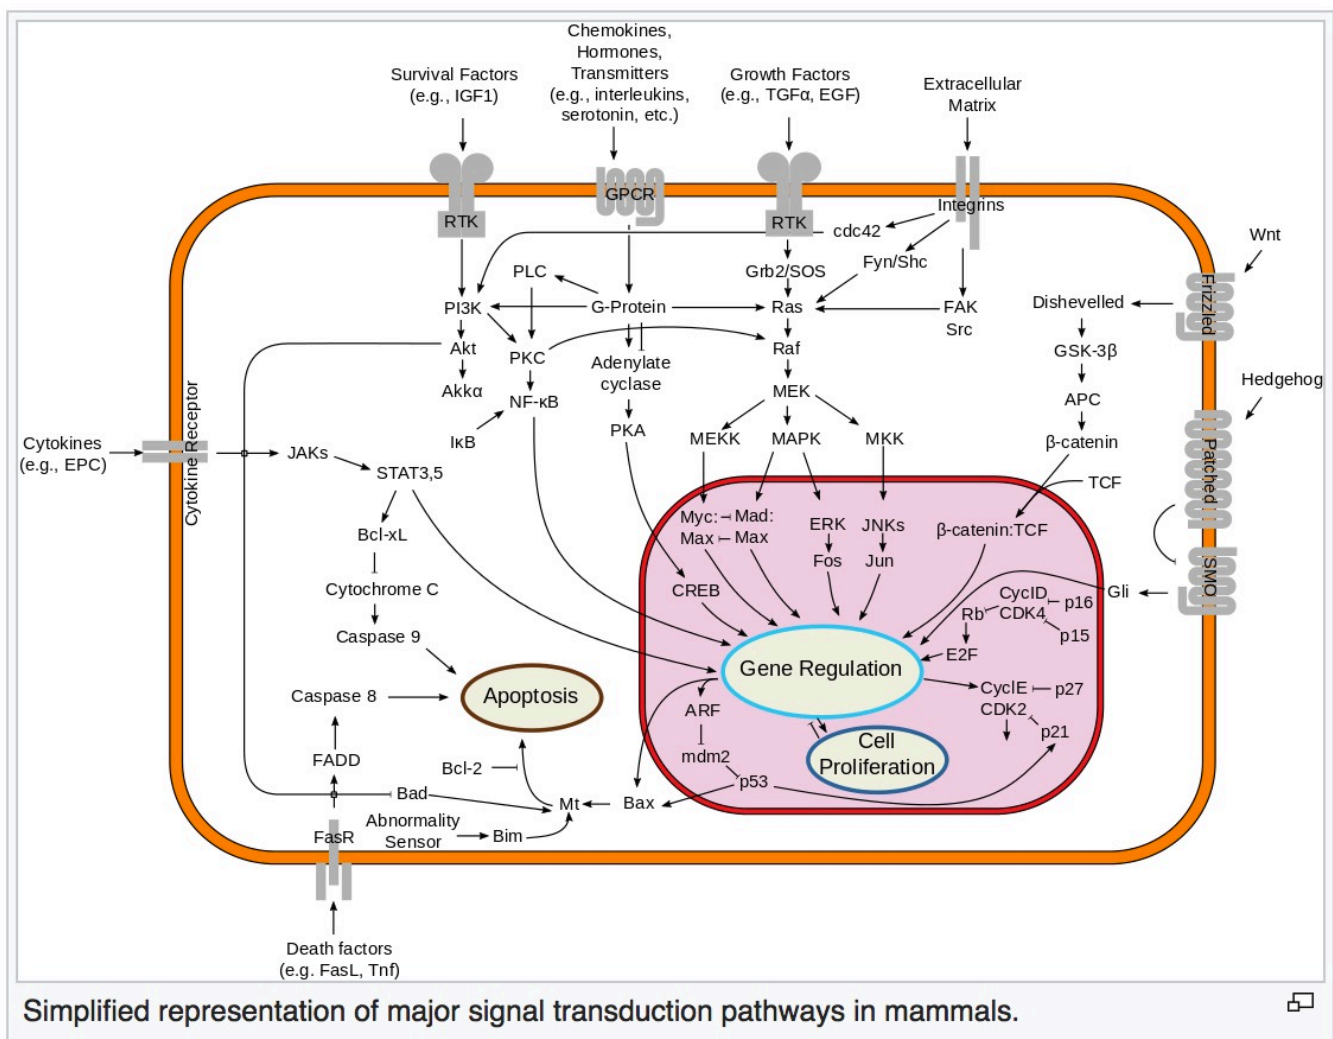 Chemokines,
Hormones,
Transmitters
(e.g., interleukins,
serotonin, etc.)
Survival Factors
(e.g., IGF1)
Growth Factors
(e.g., TGFα, EGF)
Extracellular
Matrix
RTK
GPCR
RTK
Integrins
cdc42
Fyn/Shc
Wnt
Frizzled
PLC
Grb2/SOS
PI3K
G-Protein
Ras
FAK
Src
Dishevelled
Akt
PKC
Adenylate
cyclase
Raf
GSK-3β
Akkα
NF-κB
MEK
APC
Hedgehog
Patched
IκB
PKA
MEKK
MAPK
MKK
β-catenin
TCF
Cytokines
(e.g., EPC)
Cytokine Receptor
JAKs
STAT3,5
Myc:
Max
Mad:
Max
ERK
JNKs
β-catenin:TCF
Bcl-xL
Fos
Jun
SMO
Cytochrome C
CREB
Gli
CycID
CDK4
p16
Rb
p15
Caspase 9
E2F
Gene Regulation
Caspase 8
Apoptosis
CyclE
CDK2
p27
ARF
p21
FADD
mdm2
Cell
Proliferation
Bcl-2
p53
Bad
Mt
Bax
Abnormality
Sensor
Bim
FasR
Death factors
(e.g. FasL, Tnf)
Simplified representation of major signal transduction pathways in mammals.